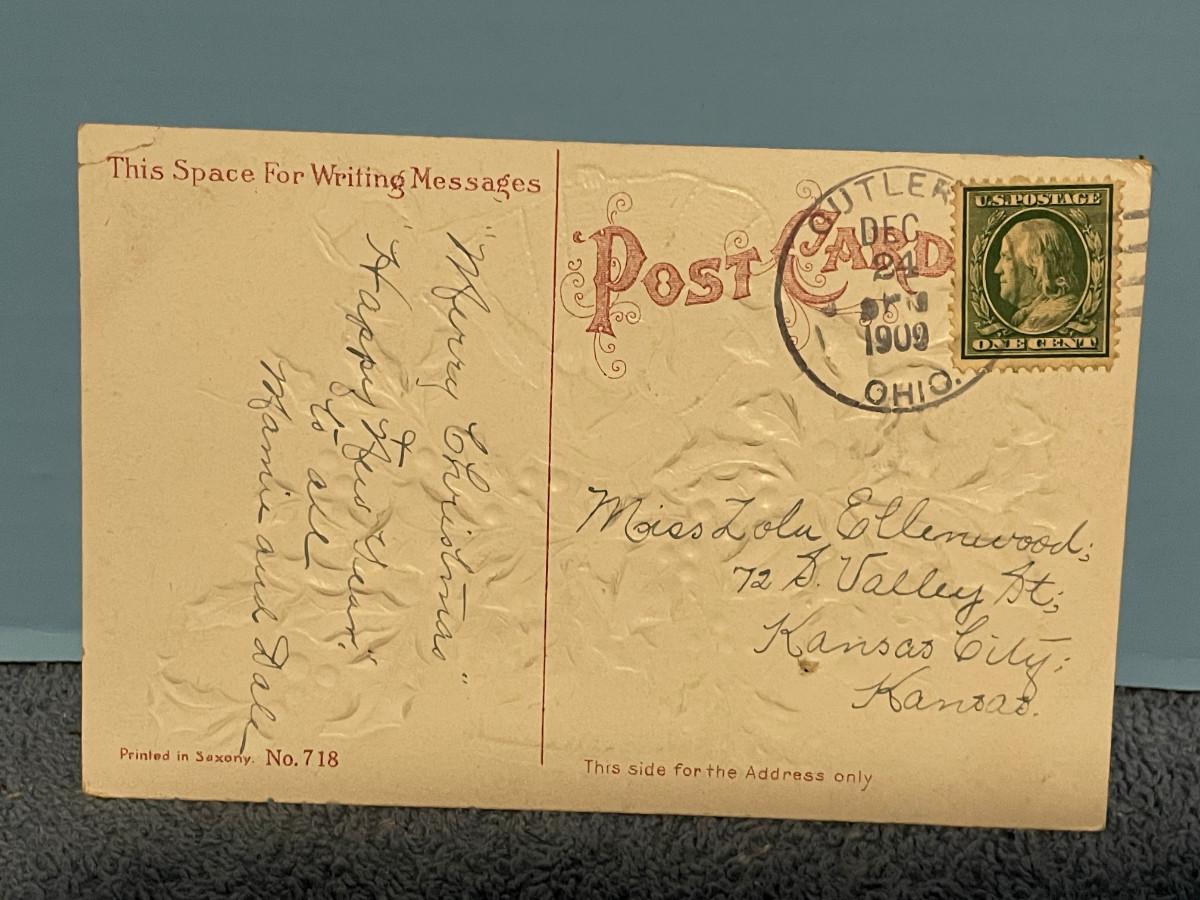 This Space For Writing Messages
"Merry Christmas"
"Happy New Year."
to all
Mamie and Dale
Printed in Saxony. No. 718
POST CARD
CUTLER
DEC
24
1909
OHIO.
U.S. POSTAGE
ONE CENT
Miss Lola Ellenwood;
72 S. Valley St;
Kansas City;
Kansas.
This side for the Address only